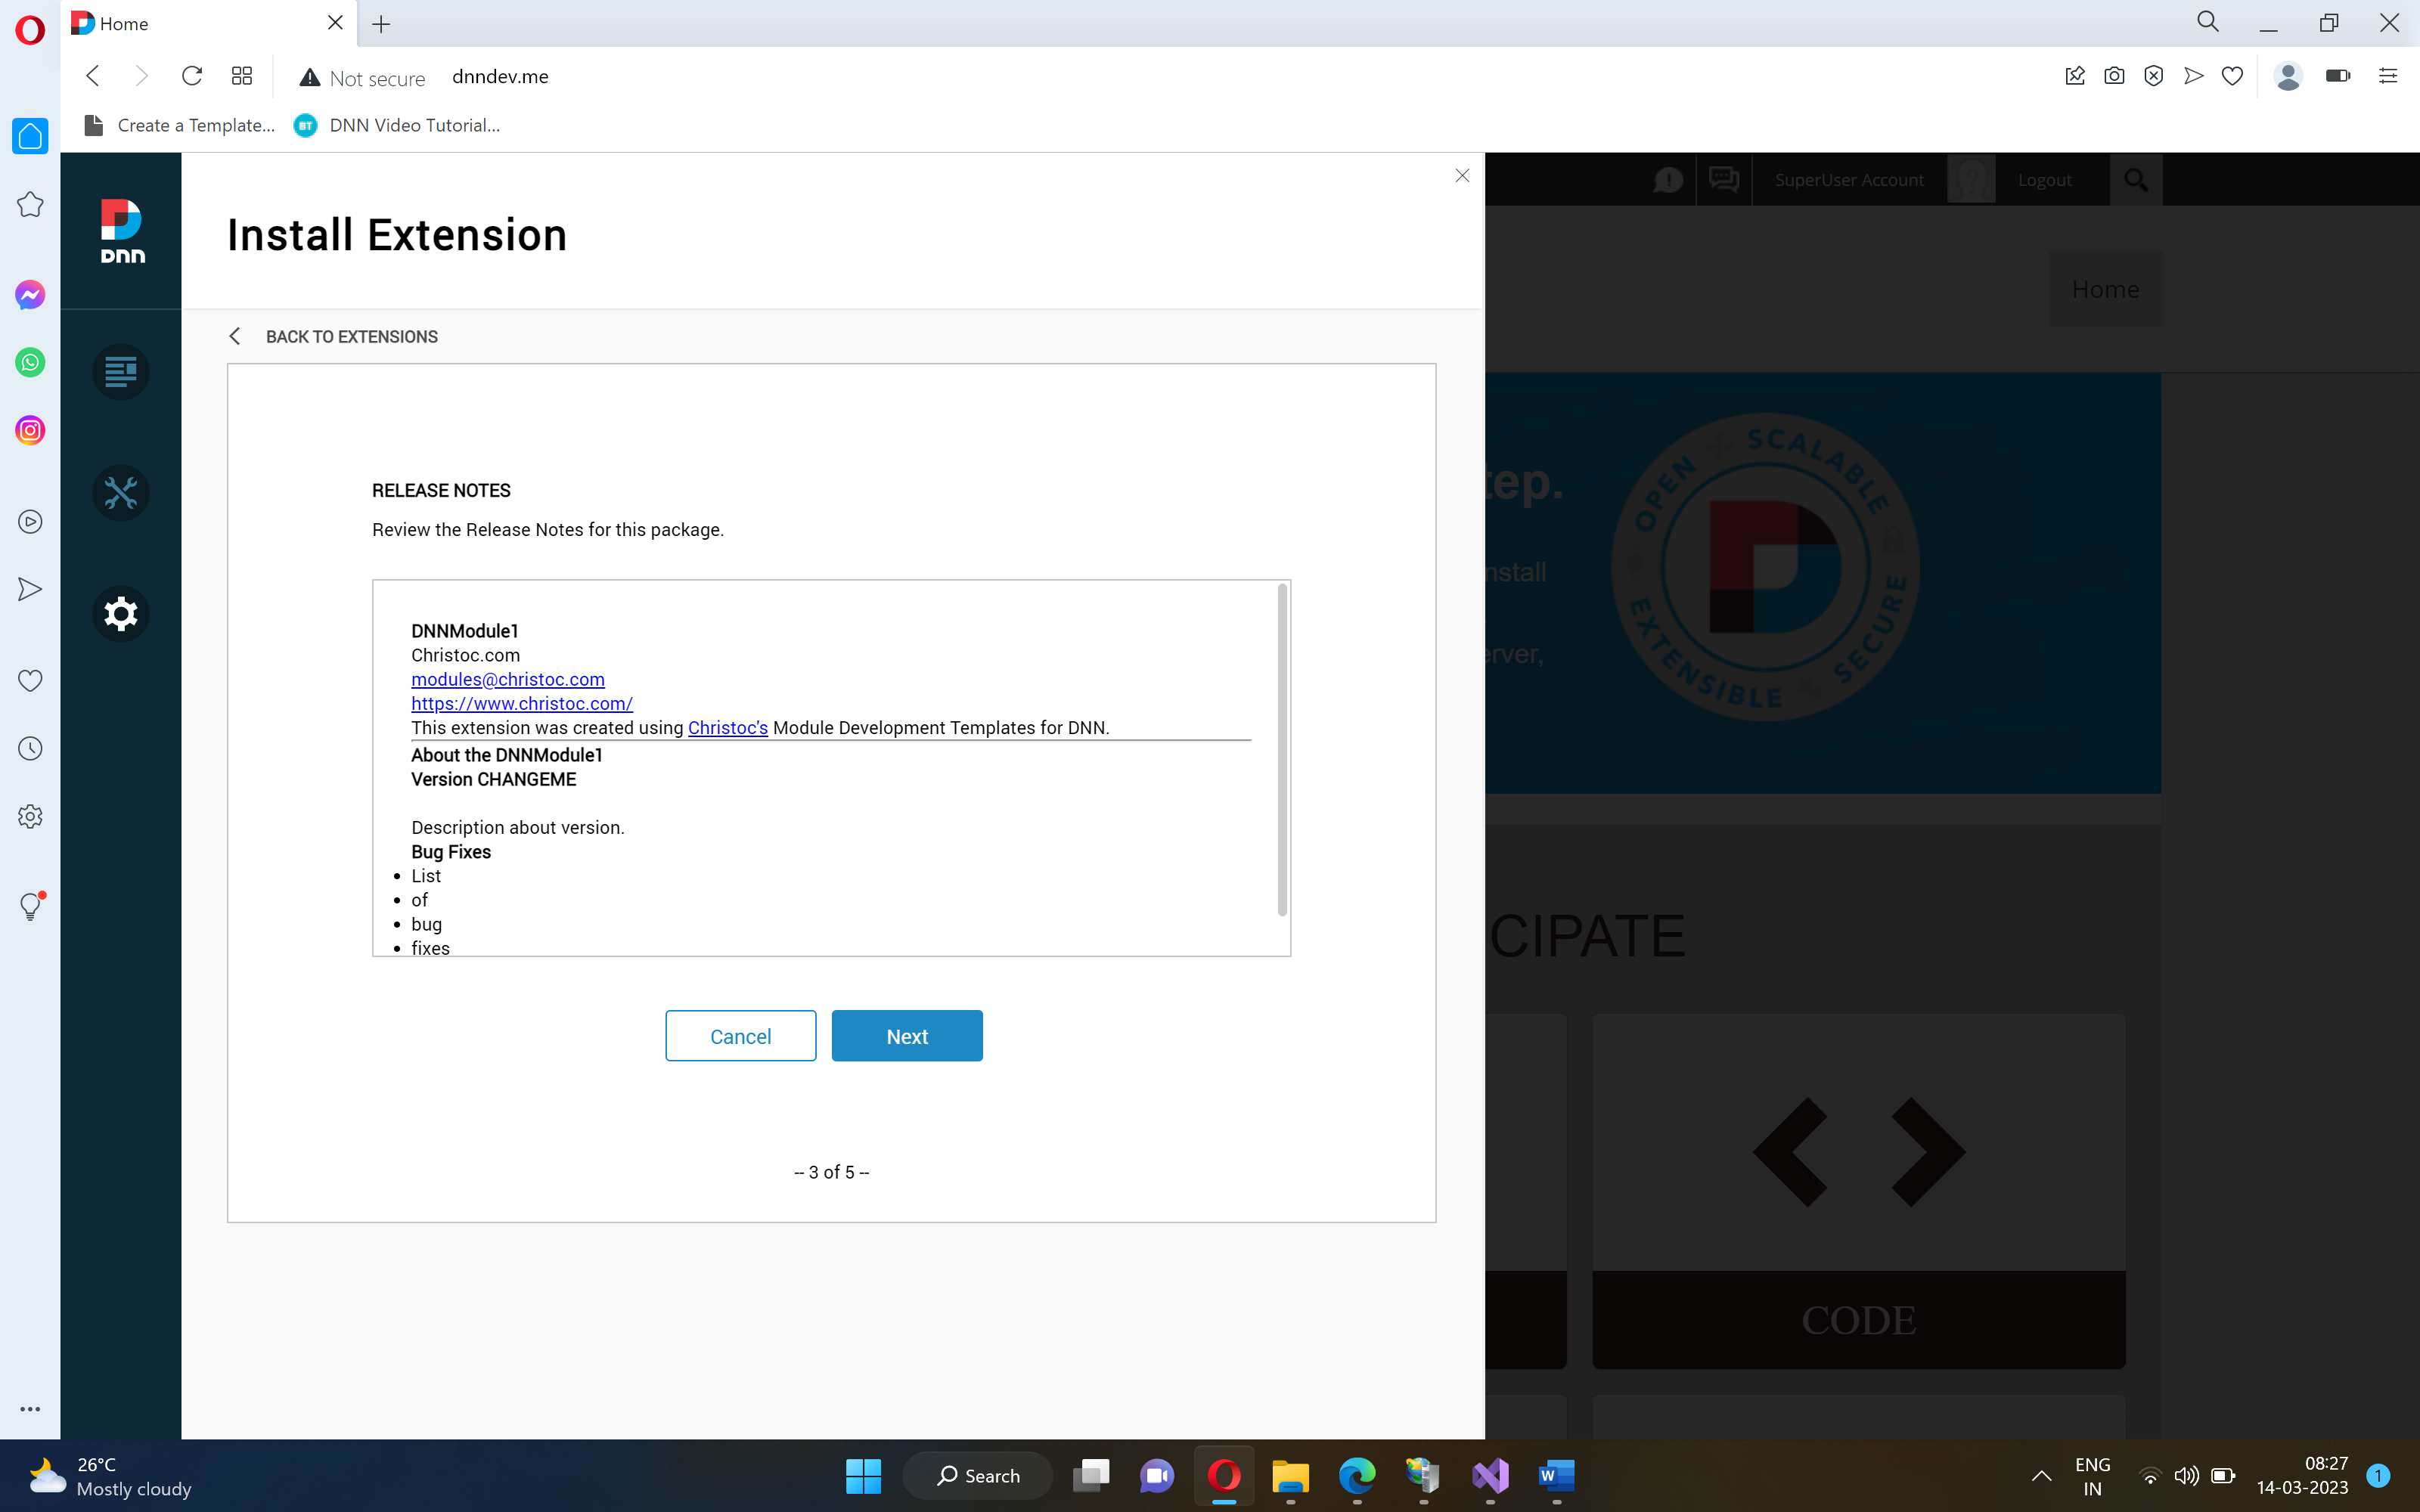 Home
Not secure dnndev.me
Create a Template...
BT DNN Video Tutorial...
DNN
Install Extension
SuperUser Account
Logout
Home
BACK TO EXTENSIONS
RELEASE NOTES
Review the Release Notes for this package.
DNNModule1
Christoc.com
modules@christoc.com
https://www.christoc.com/
This extension was created using Christoc's Module Development Templates for DNN.
About the DNNModule1
Version CHANGEME
Description about version.
Bug Fixes
List
of
bug
fixes
Cancel
Next
-- 3 of 5 --
tep.
nstall
erver,
OPEN SCALABLE
EXTENSIBLE SECURE
CIPATE
CODE
26°C
Mostly cloudy
Search
W
ENG
IN
08:27
14-03-2023
1